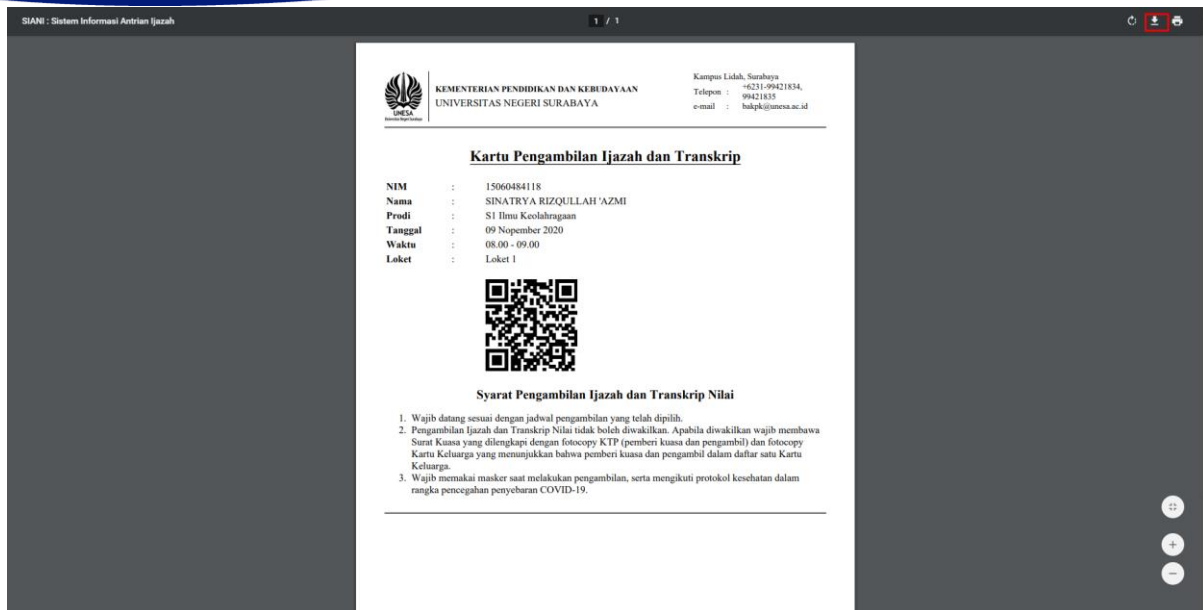 SIANI : Sistem Informasi Antrian Ijazah
1 / 1
UNESA
Universitas Negeri Surabaya
KEMENTERIAN PENDIDIKAN DAN KEBUDAYAAN
UNIVERSITAS NEGERI SURABAYA
Kampus Lidah, Surabaya
Telepon : +6231-99421834,
99421835
e-mail : bakpk@unesa.ac.id
Kartu Pengambilan Ijazah dan Transkrip
NIM : 15060484118
Nama : SINATRYA RIZQULLAH 'AZMI
Prodi : S1 Ilmu Keolahragaan
Tanggal : 09 Nopember 2020
Waktu : 08.00 - 09.00
Loket : Loket 1
Syarat Pengambilan Ijazah dan Transkrip Nilai
1. Wajib datang sesuai dengan jadwal pengambilan yang telah dipilih.
2. Pengambilan Ijazah dan Transkrip Nilai tidak boleh diwakilkan. Apabila diwakilkan wajib membawa
Surat Kuasa yang dilengkapi dengan fotocopy KTP (pemberi kuasa dan pengambil) dan fotocopy
Kartu Keluarga yang menunjukkan bahwa pemberi kuasa dan pengambil dalam daftar satu Kartu
Keluarga.
3. Wajib memakai masker saat melakukan pengambilan, serta mengikuti protokol kesehatan dalam
rangka pencegahan penyebaran COVID-19.